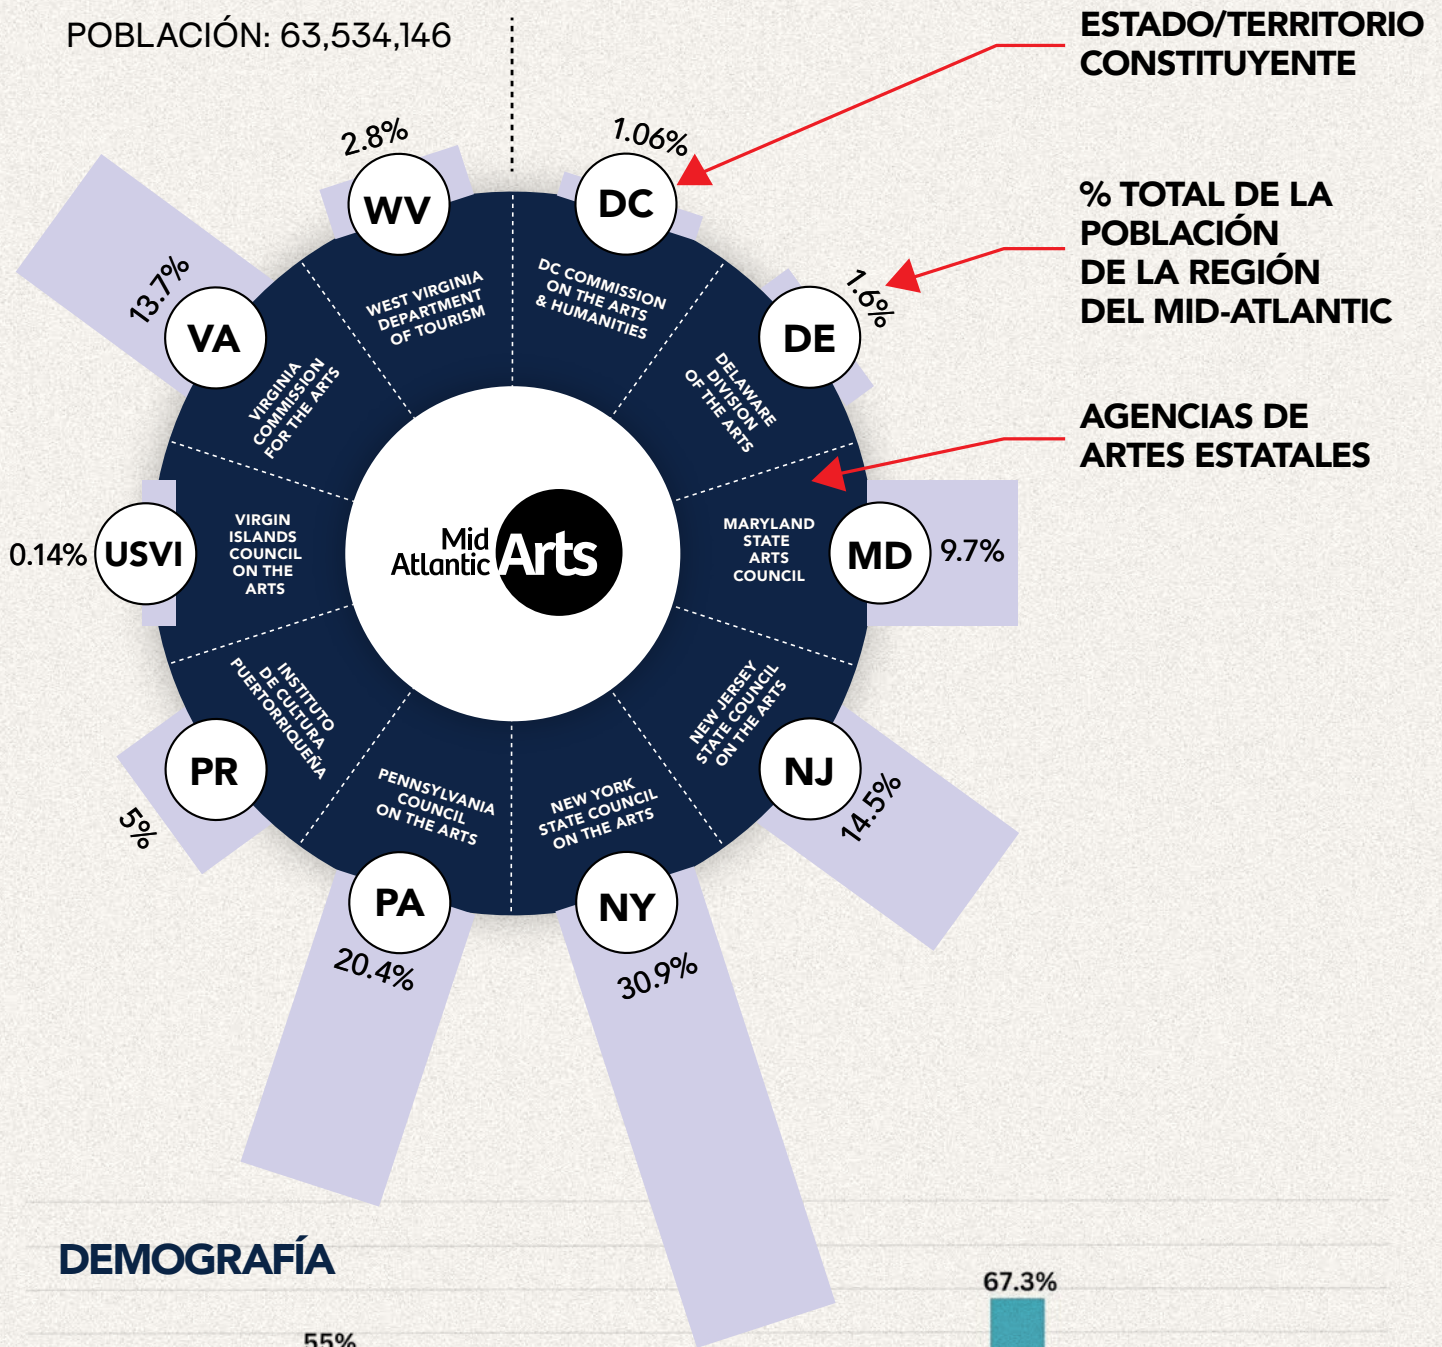 POBLACIÓN: 63,534,146
ESTADO/TERRITORIO
CONSTITUYENTE
% TOTAL DE LA
POBLACIÓN
DE LA REGIÓN
DEL MID-ATLANTIC
AGENCIAS DE
ARTES ESTATALES
1.06%
DC
DC COMMISSION
ON THE ARTS
& HUMANITIES
1.6%
DE
DELAWARE
DIVISION
OF THE ARTS
9.7%
MD
MARYLAND
STATE
ARTS
COUNCIL
14.5%
NJ
NEW JERSEY
STATE COUNCIL
ON THE ARTS
30.9%
NY
NEW YORK
STATE COUNCIL
ON THE ARTS
20.4%
PA
PENNSYLVANIA
COUNCIL
ON THE ARTS
5%
PR
INSTITUTO
DE CULTURA
PUERTORRIQUEÑA
0.14%
USVI
VIRGIN
ISLANDS
COUNCIL
ON THE
ARTS
13.7%
VA
VIRGINIA
COMMISSION
FOR THE ARTS
2.8%
WV
WEST VIRGINIA
DEPARTMENT
OF TOURISM
Mid
Atlantic Arts
DEMOGRAFÍA
67.3%
55%